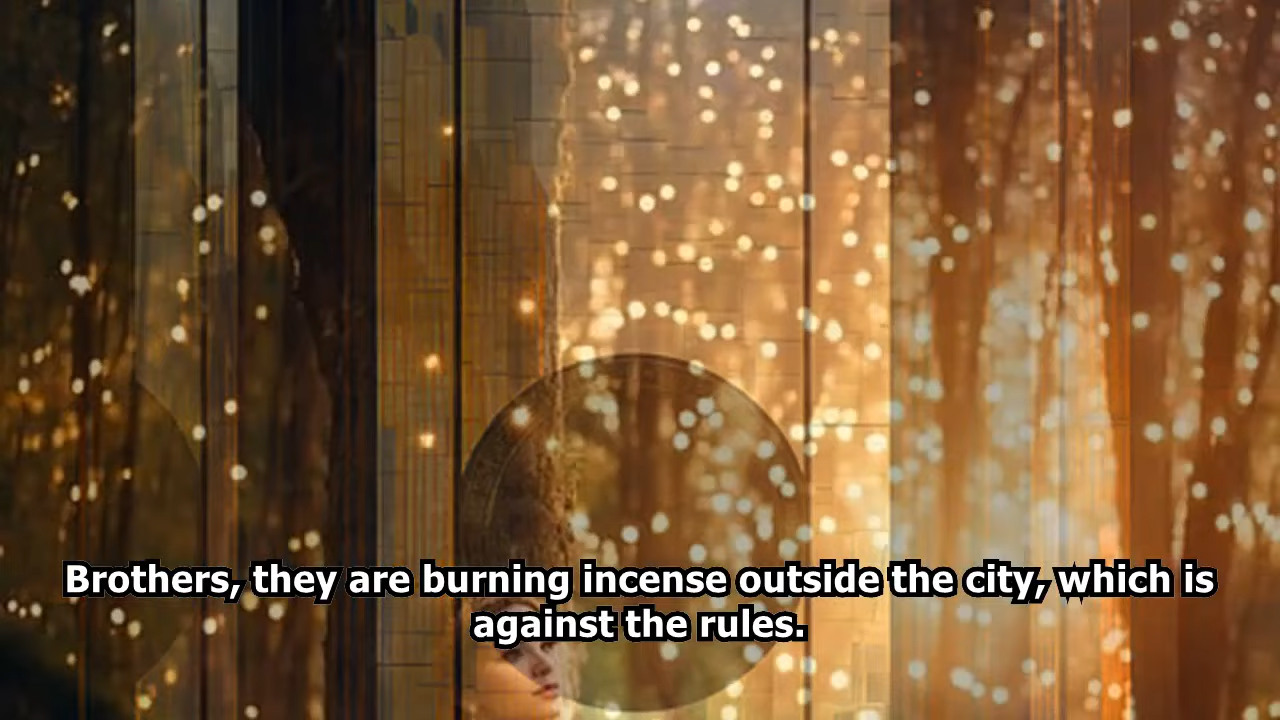 Brothers, they are burning incense outside the city, which is
against the rules.